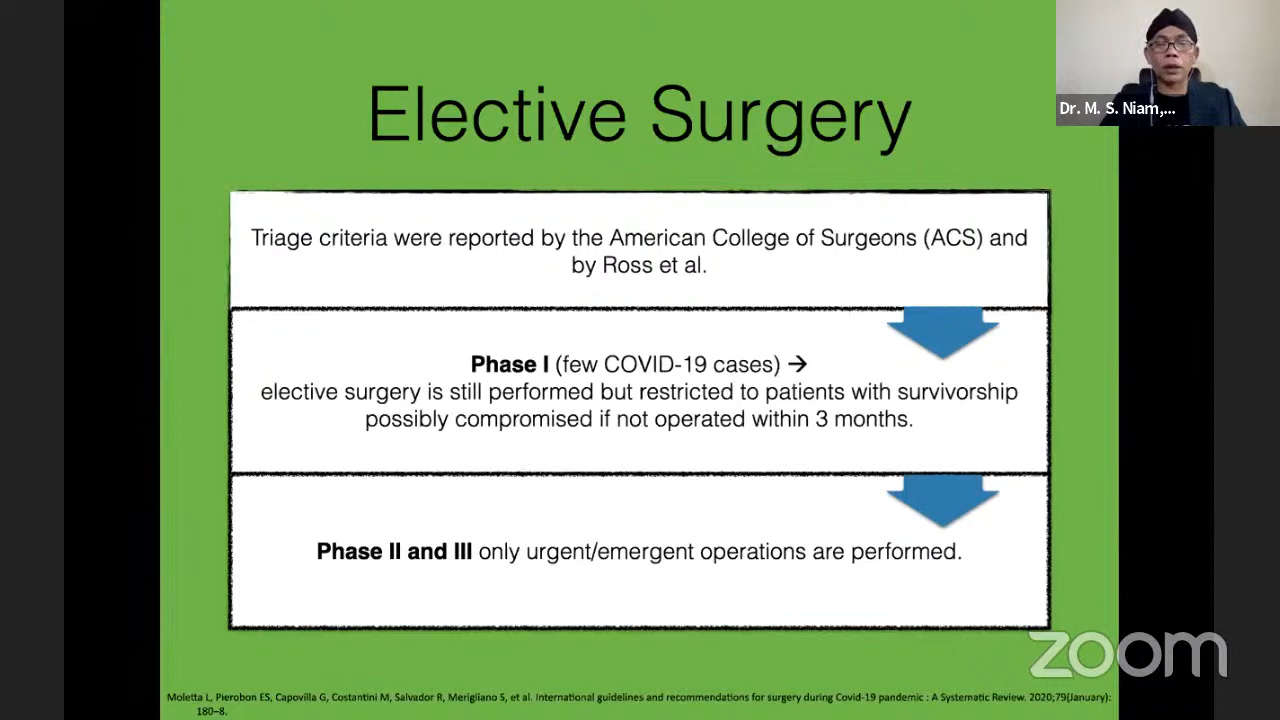 Elective Surgery
Dr. M. S. Niam,...
Triage criteria were reported by the American College of Surgeons (ACS) and
by Ross et al.
Phase I (few COVID-19 cases) →
elective surgery is still performed but restricted to patients with survivorship
possibly compromised if not operated within 3 months.
Phase II and III only urgent/emergent operations are performed.
zoom
Moletta L, Pierobon ES, Capovilla G, Costantini M, Salvador R, Merigliano S, et al. International guidelines and recommendations for surgery during Covid-19 pandemic : A Systematic Review. 2020;79(January):
180–8.